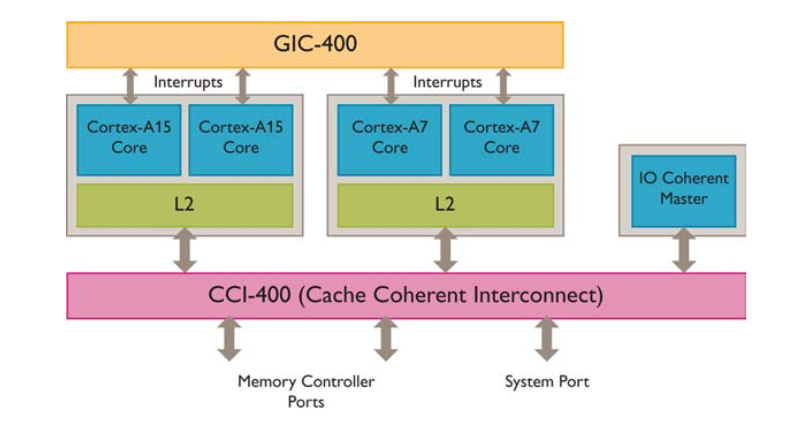 GIC-400
Interrupts
Interrupts
Cortex-A15
Core
Cortex-A15
Core
Cortex-A7
Core
Cortex-A7
Core
L2
L2
IO Coherent
Master
CCI-400 (Cache Coherent Interconnect)
Memory Controller
Ports
System Port